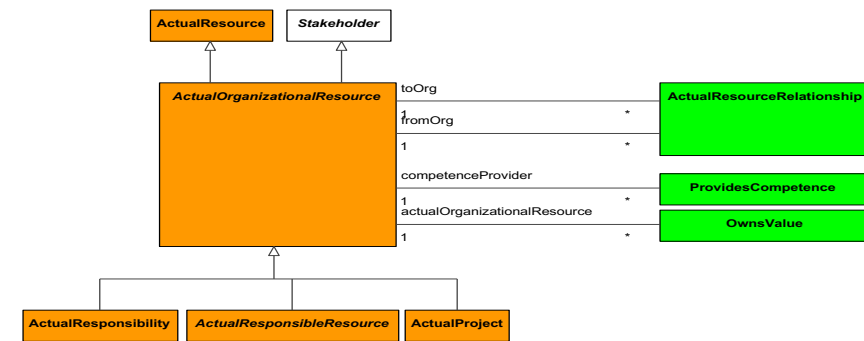 ActualResource
Stakeholder
ActualOrganizationalResource
toOrg
1
*
fromOrg
1
*
competenceProvider
1
*
actualOrganizationalResource
1
*
ActualResourceRelationship
ProvidesCompetence
OwnsValue
ActualResponsibility
ActualResponsibleResource
ActualProject